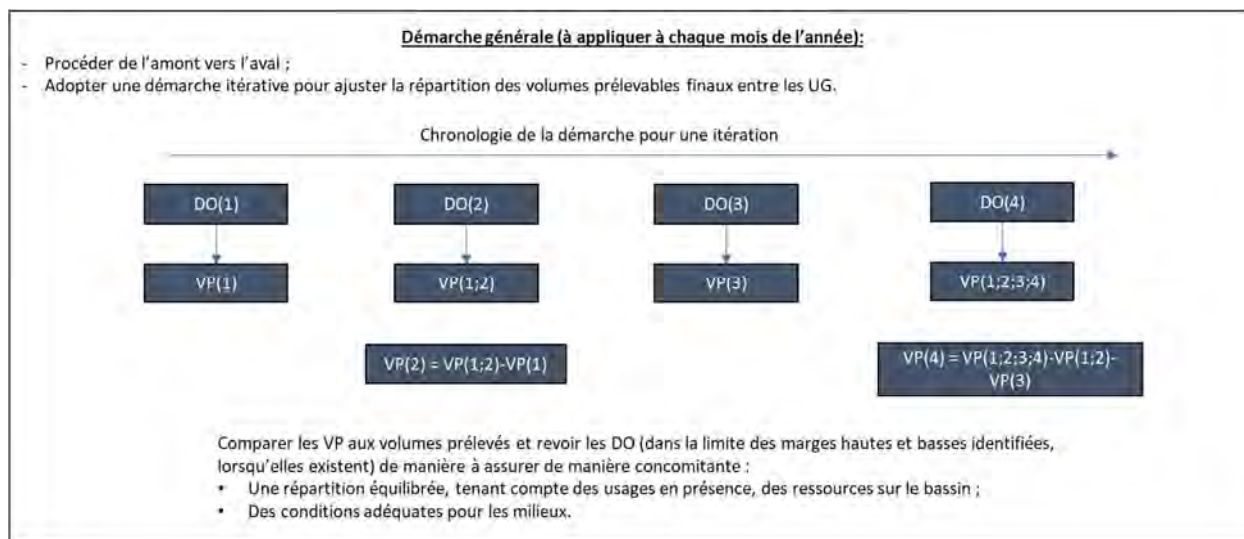 Démarche générale (à appliquer à chaque mois de l'année):
- Procéder de l'amont vers l'aval ;
- Adopter une démarche itérative pour ajuster la répartition des volumes prélevables finaux entre les UG.
Chronologie de la démarche pour une itération
DO(1) DO(2) DO(3) DO(4)
VP(1) VP(1;2) VP(3) VP(1;2;3;4)
VP(2) = VP(1;2)-VP(1) VP(4) = VP(1;2;3;4)-VP(1;2)-
VP(3)
Comparer les VP aux volumes prélevés et revoir les DO (dans la limite des marges hautes et basses identifiées,
lorsqu'elles existent) de manière à assurer de manière concomitante :
• Une répartition équilibrée, tenant compte des usages en présence, des ressources sur le bassin ;
• Des conditions adéquates pour les milieux.